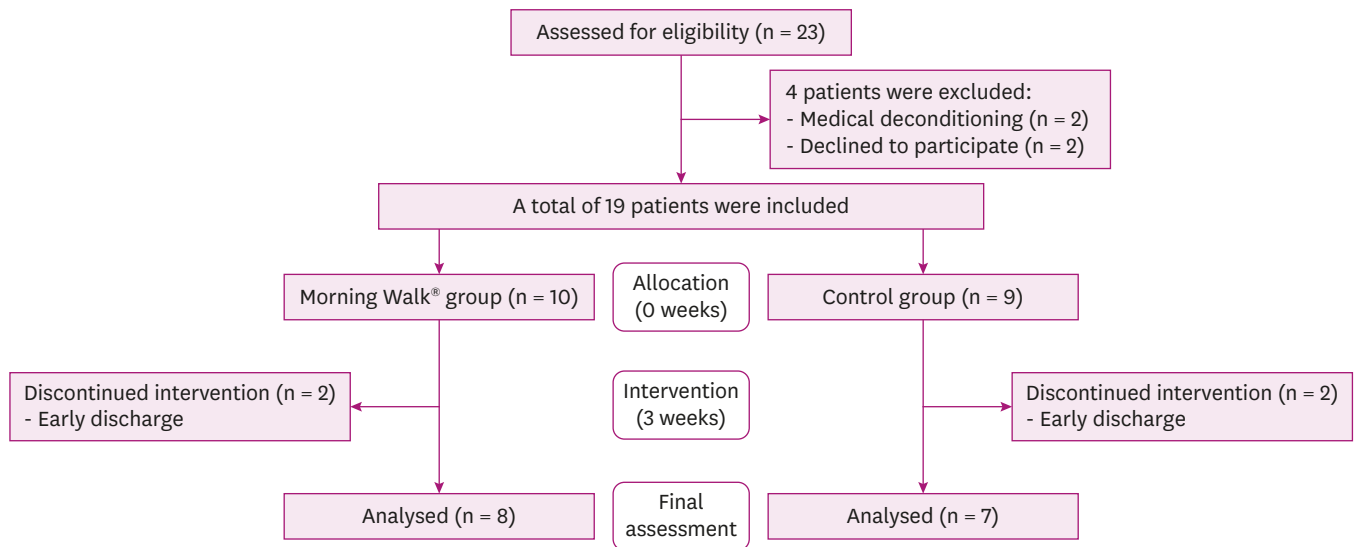 Assessed for eligibility (n = 23)
4 patients were excluded:
- Medical deconditioning (n = 2)
- Declined to participate (n = 2)
A total of 19 patients were included
Morning Walk® group (n = 10)
Allocation
(0 weeks)
Control group (n = 9)
Discontinued intervention (n = 2)
- Early discharge
Intervention
(3 weeks)
Discontinued intervention (n = 2)
- Early discharge
Analysed (n = 8)
Final
assessment
Analysed (n = 7)